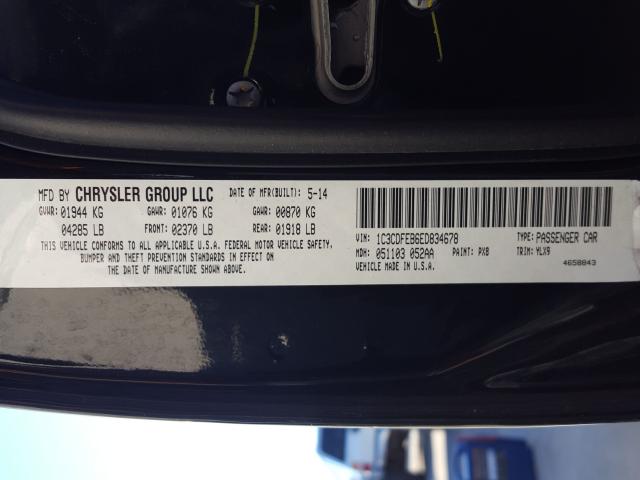 MFD BY CHRYSLER GROUP LLC DATE OF MFR(BUILT): 5-14
GVWR: 01944 KG GAWR: 01076 KG GAWR: 00870 KG
04285 LB FRONT: 02370 LB REAR: 01918 LB
THIS VEHICLE CONFORMS TO ALL APPLICABLE U.S.A. FEDERAL MOTOR VEHICLE SAFETY,
BUMPER AND THEFT PREVENTION STANDARDS IN EFFECT ON
THE DATE OF MANUFACTURE SHOWN ABOVE.
VIN: 1C3CDFEB6ED834678 TYPE: PASSENGER CAR
MDH: 051103 052AA PAINT: PX8 TRIM: YLX9
VEHICLE MADE IN U.S.A. 4658843